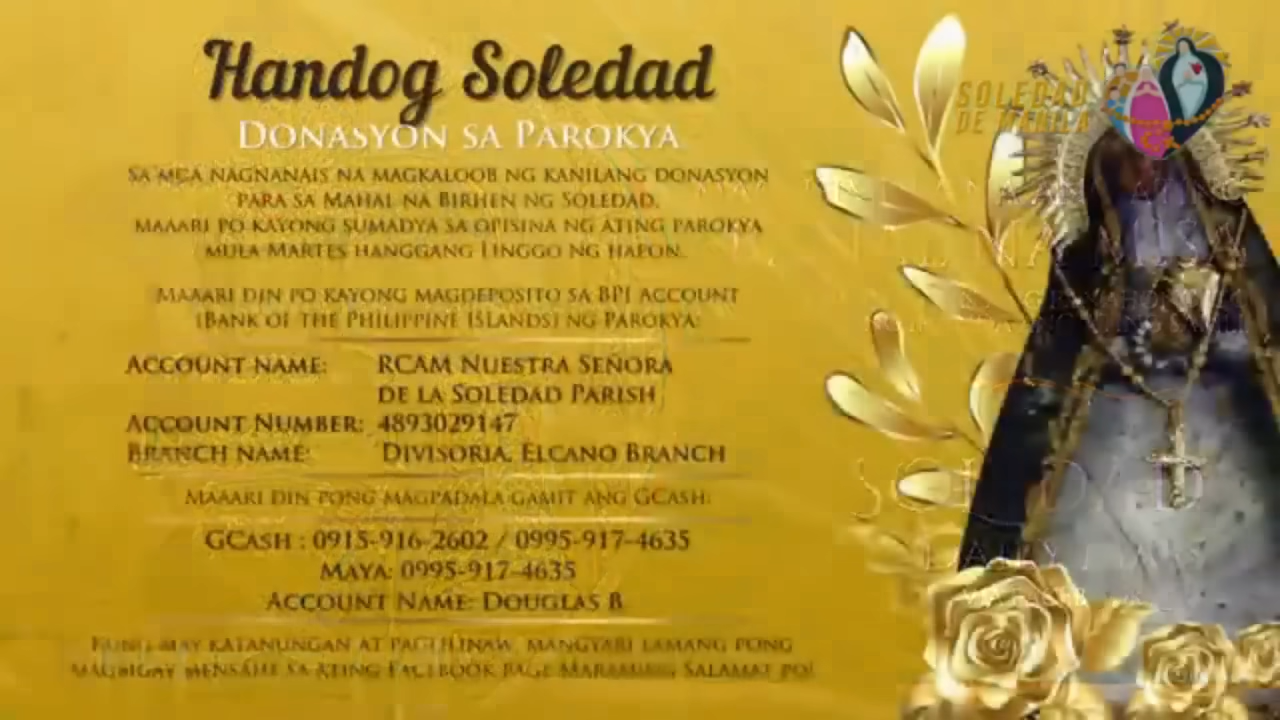 Handog Soledad
Donasyon sa Parokya
Sa mga nagnanais na magkaloob ng kanilang donasyon
para sa Mahal na Birhen ng Soledad,
maaari po kayong sumadya sa opisina ng ating parokya
mula Martes hanggang Linggo ng hapon.
Maaari din po kayong magdeposito sa BPI Account
(Bank of the Philippine Islands) ng Parokya:
Account name: RCAM Nuestra Señora
de la Soledad Parish
Account Number: 4893029147
Branch name: Divisoria, Elcano Branch
Maaari din pong magpadala gamit ang GCash:
GCash : 0915-916-2602 / 0995-917-4635
Maya: 0995-917-4635
Account Name: Douglas B
Kung may katanungan at paglilinaw, mangyari lamang pong
magbigay mensahe sa ating Facebook page Maraming Salamat po!
SOLEDAD
DE MANILA